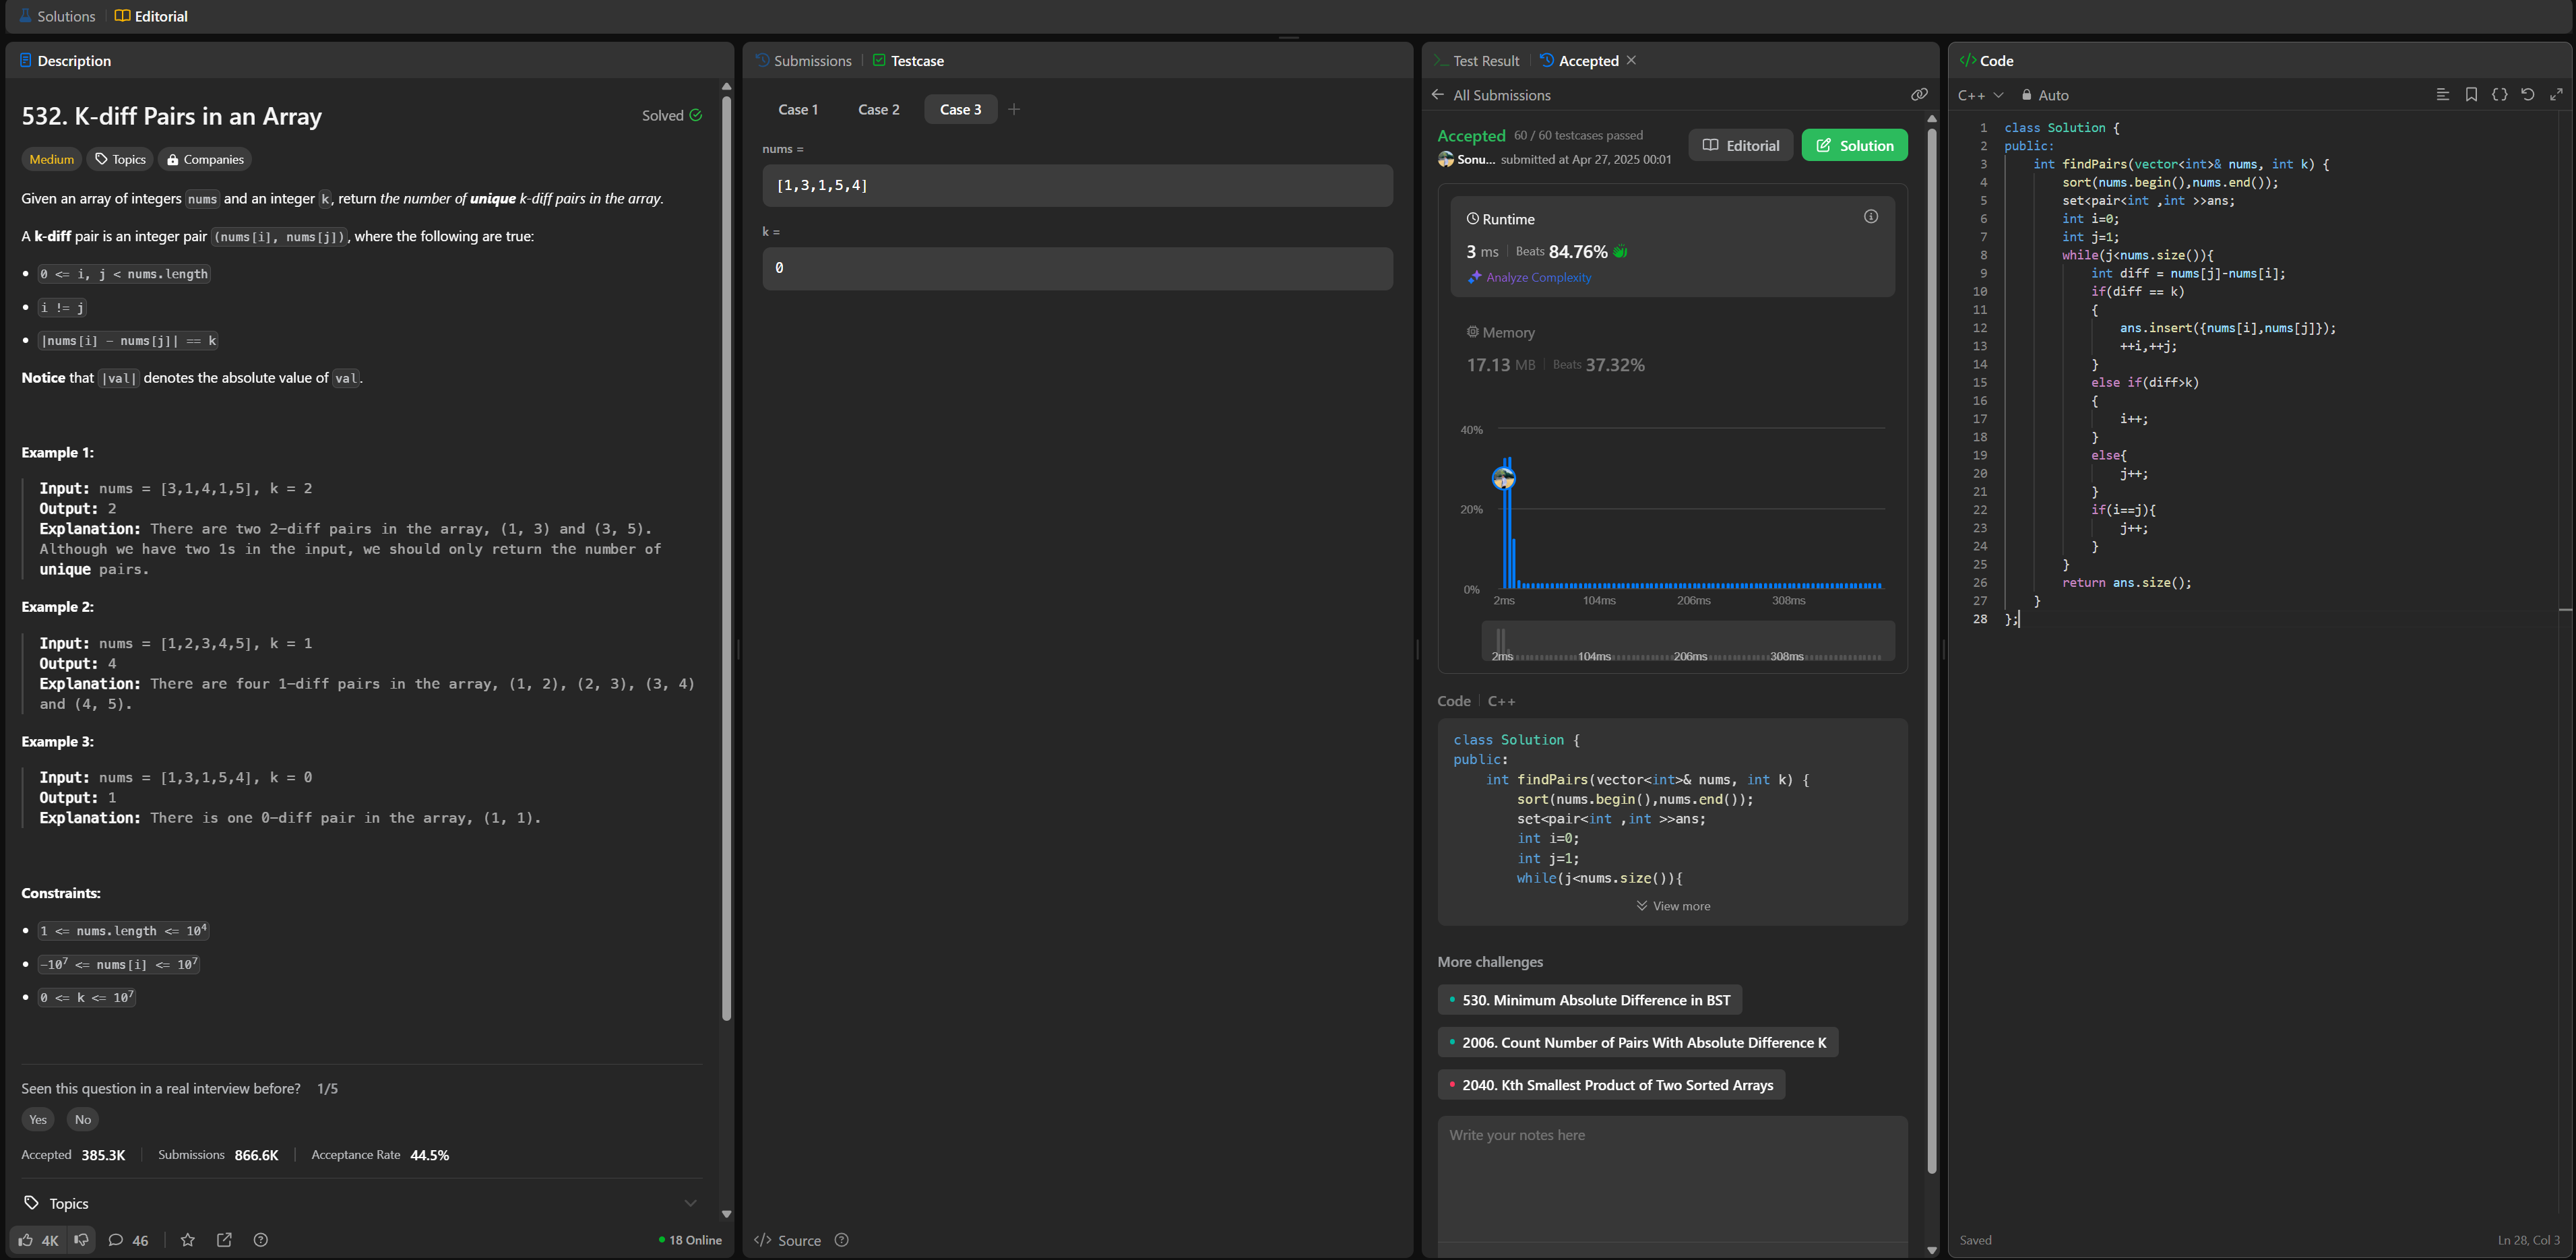 Solutions
Editorial
Description
532. K-diff Pairs in an Array
Solved
Medium
Topics
Companies
Given an array of integers nums and an integer k, return the number of unique k-diff pairs in the array.
A k-diff pair is an integer pair (nums[i], nums[j]), where the following are true:
0 <= i, j < nums.length
i != j
|nums[i] - nums[j]| == k
Notice that |val| denotes the absolute value of val.
Example 1:
Input: nums = [3,1,4,1,5], k = 2
Output: 2
Explanation: There are two 2-diff pairs in the array, (1, 3) and (3, 5).
Although we have two 1s in the input, we should only return the number of
unique pairs.
Example 2:
Input: nums = [1,2,3,4,5], k = 1
Output: 4
Explanation: There are four 1-diff pairs in the array, (1, 2), (2, 3), (3, 4)
and (4, 5).
Example 3:
Input: nums = [1,3,1,5,4], k = 0
Output: 1
Explanation: There is one 0-diff pair in the array, (1, 1).
Constraints:
1 <= nums.length <= 10⁴
-10⁷ <= nums[i] <= 10⁷
0 <= k <= 10⁷
Seen this question in a real interview before? 1/5
Yes No
Accepted 385.3K Submissions 866.6K Acceptance Rate 44.5%
Topics
4K 46 18 Online
Submissions
Testcase
Case 1 Case 2 Case 3
nums =
[1,3,1,5,4]
k =
0
Source
Test Result
Accepted
All Submissions
Accepted 60 / 60 testcases passed
Sonu... submitted at Apr 27, 2025 00:01
Editorial
Solution
Runtime
3 ms Beats 84.76%
Analyze Complexity
Memory
17.13 MB Beats 37.32%
40%
20%
0%
2ms 104ms 206ms 308ms
2ms 104ms 206ms 308ms
Code C++
class Solution {
public:
int findPairs(vector<int>& nums, int k) {
sort(nums.begin(),nums.end());
set<pair<int ,int >>ans;
int i=0;
int j=1;
while(j<nums.size()){
View more
More challenges
530. Minimum Absolute Difference in BST
2006. Count Number of Pairs With Absolute Difference K
2040. Kth Smallest Product of Two Sorted Arrays
Write your notes here
Code
C++ Auto
1 class Solution {
2 public:
3 int findPairs(vector<int>& nums, int k) {
4 sort(nums.begin(),nums.end());
5 set<pair<int ,int >>ans;
6 int i=0;
7 int j=1;
8 while(j<nums.size()){
9 int diff = nums[j]-nums[i];
10 if(diff == k)
11 {
12 ans.insert({nums[i],nums[j]});
13 ++i,++j;
14 }
15 else if(diff>k)
16 {
17 i++;
18 }
19 else{
20 j++;
21 }
22 if(i==j){
23 j++;
24 }
25 }
26 return ans.size();
27 }
28 };
Saved
Ln 28, Col 3